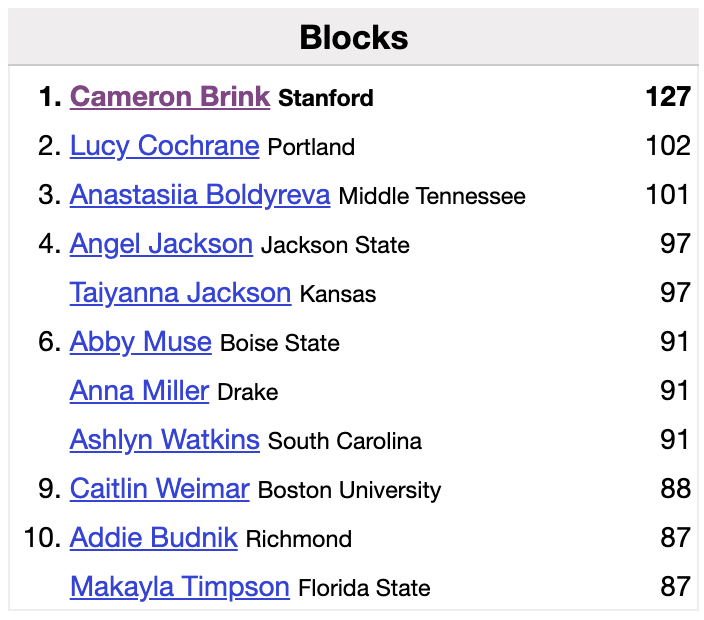 Blocks
1. Cameron Brink Stanford 127
2. Lucy Cochrane Portland 102
3. Anastasiia Boldyreva Middle Tennessee 101
4. Angel Jackson Jackson State 97
Taiyanna Jackson Kansas 97
6. Abby Muse Boise State 91
Anna Miller Drake 91
Ashlyn Watkins South Carolina 91
9. Caitlin Weimar Boston University 88
10. Addie Budnik Richmond 87
Makayla Timpson Florida State 87